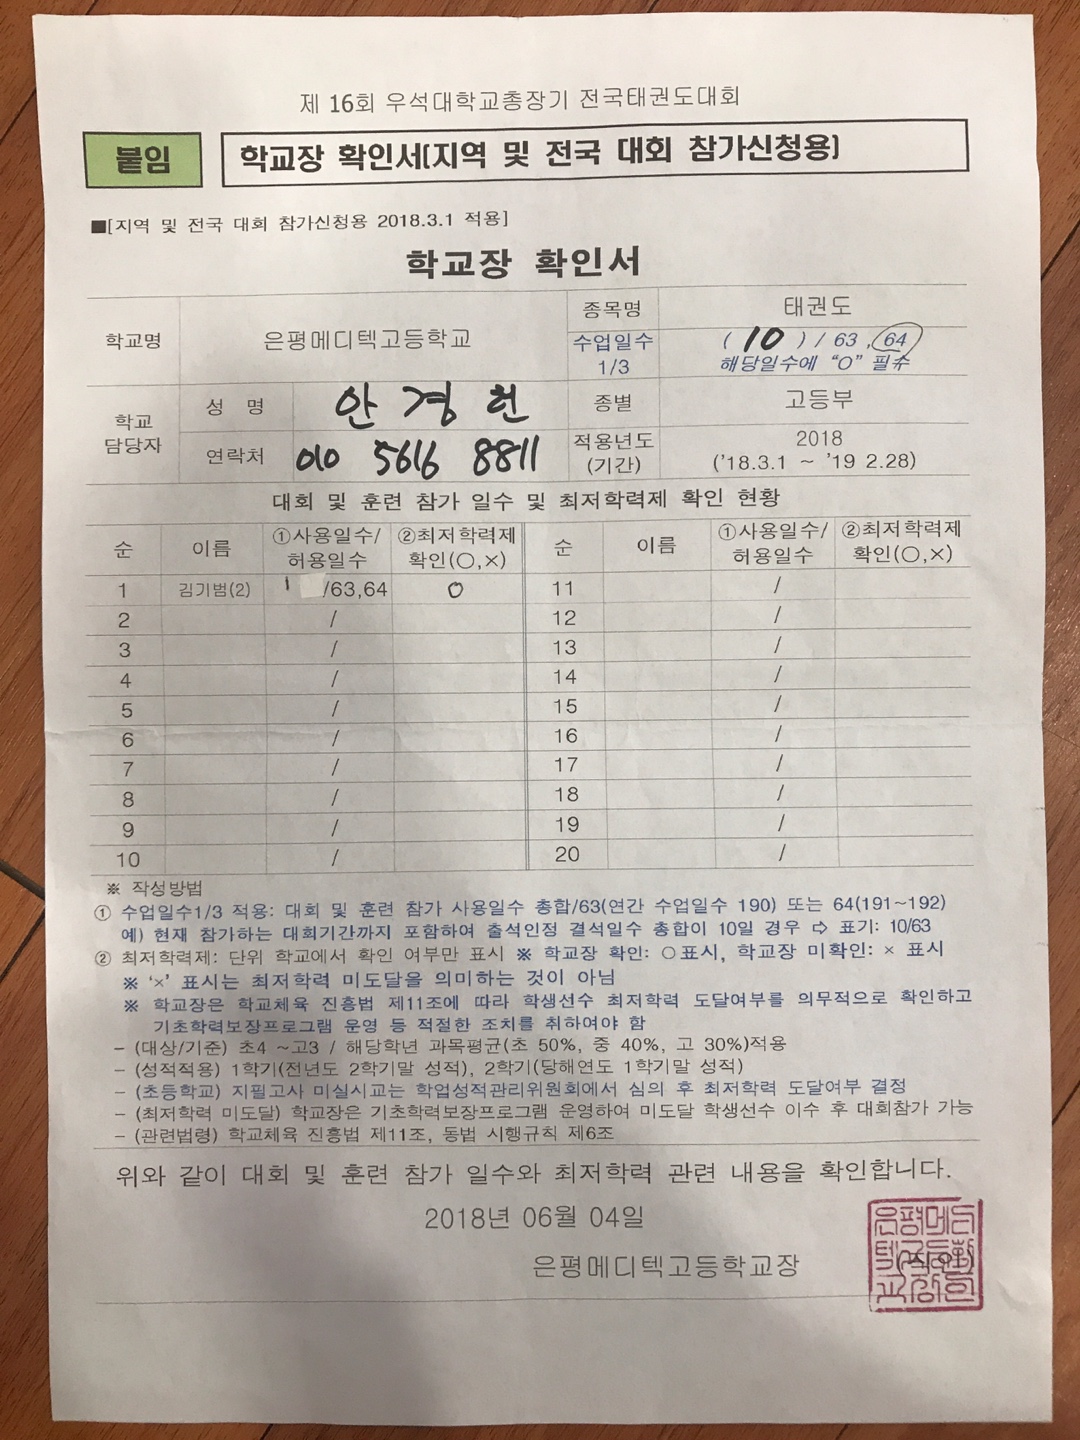 제 16회 우석대학교총장기 전국태권도대회
붙임 학교장 확인서(지역 및 전국 대회 참가신청용)
■[지역 및 전국 대회 참가신청용 2018.3.1 적용]
학교장 확인서
학교명 은평메디텍고등학교 종목명 태권도
수업일수 1/3 ( 10 ) / 63 , 64
해당일수에 "O" 필수
학교 담당자 성 명 안경헌 종별 고등부
연락처 010 5616 8811 적용년도 (기간) 2018
('18.3.1 ~ '19 2.28)
대회 및 훈련 참가 일수 및 최저학력제 확인 현황
순 이름 ①사용일수/허용일수 ②최저학력제 확인(○,×) 순 이름 ①사용일수/허용일수 ②최저학력제 확인(○,×)
1 김기범(2) /63,64 O 11 /
2 / 12 /
3 / 13 /
4 / 14 /
5 / 15 /
6 / 16 /
7 / 17 /
8 / 18 /
9 / 19 /
10 / 20 /
※ 작성방법
① 수업일수1/3 적용: 대회 및 훈련 참가 사용일수 총합/63(연간 수업일수 190) 또는 64(191~192)
예) 현재 참가하는 대회기간까지 포함하여 출석인정 결석일수 총합이 10일 경우 ⇨ 표기: 10/63
② 최저학력제: 단위 학교에서 확인 여부만 표시 ※ 학교장 확인: ○표시, 학교장 미확인: × 표시
※ '×' 표시는 최저학력 미도달을 의미하는 것이 아님
※ 학교장은 학교체육 진흥법 제11조에 따라 학생선수 최저학력 도달여부를 의무적으로 확인하고
기초학력보장프로그램 운영 등 적절한 조치를 취하여야 함
- (대상/기준) 초4 ~고3 / 해당학년 과목평균(초 50%, 중 40%, 고 30%)적용
- (성적적용) 1학기(전년도 2학기말 성적), 2학기(당해연도 1학기말 성적)
- (초등학교) 지필고사 미실시교는 학업성적관리위원회에서 심의 후 최저학력 도달여부 결정
- (최저학력 미도달) 학교장은 기초학력보장프로그램 운영하여 미도달 학생선수 이수 후 대회참가 가능
- (관련법령) 학교체육 진흥법 제11조, 동법 시행규칙 제6조
위와 같이 대회 및 훈련 참가 일수와 최저학력 관련 내용을 확인합니다.
2018년 06월 04일
은평메디텍고등학교장 (직인)